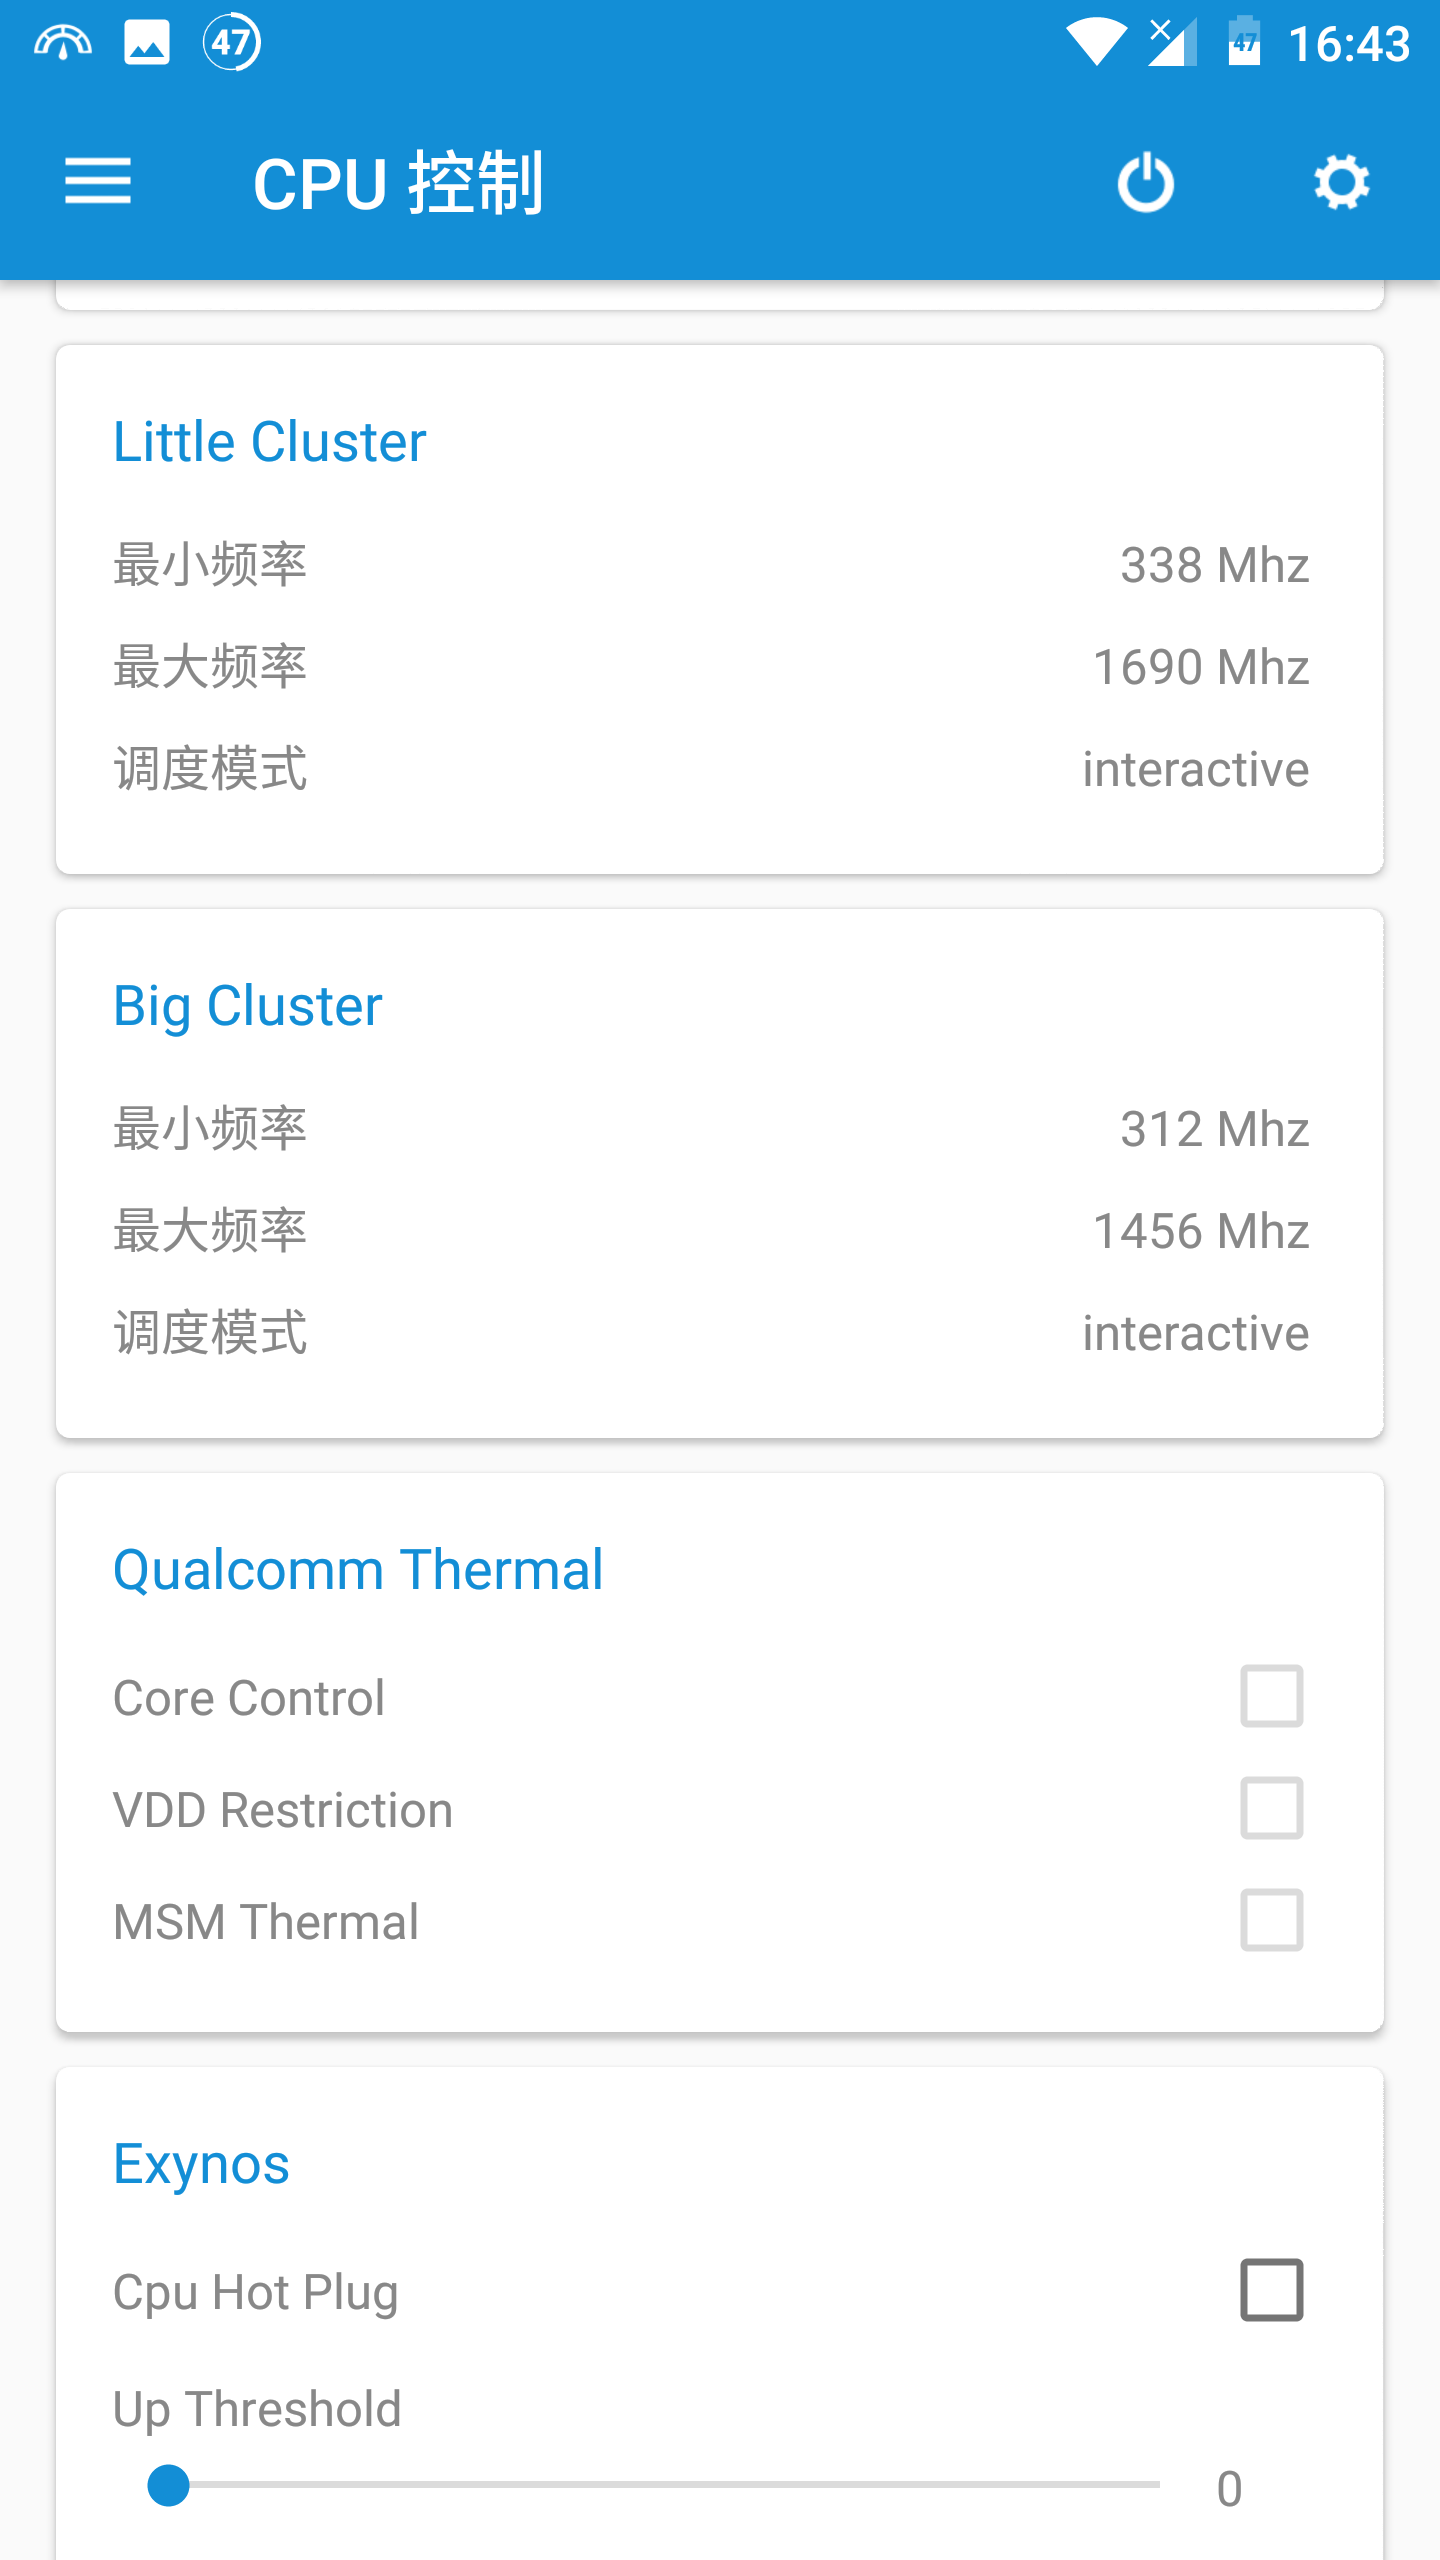 47 47 16:43
CPU 控制
Little Cluster
最小频率 338 Mhz
最大频率 1690 Mhz
调度模式 interactive
Big Cluster
最小频率 312 Mhz
最大频率 1456 Mhz
调度模式 interactive
Qualcomm Thermal
Core Control
VDD Restriction
MSM Thermal
Exynos
Cpu Hot Plug
Up Threshold
0